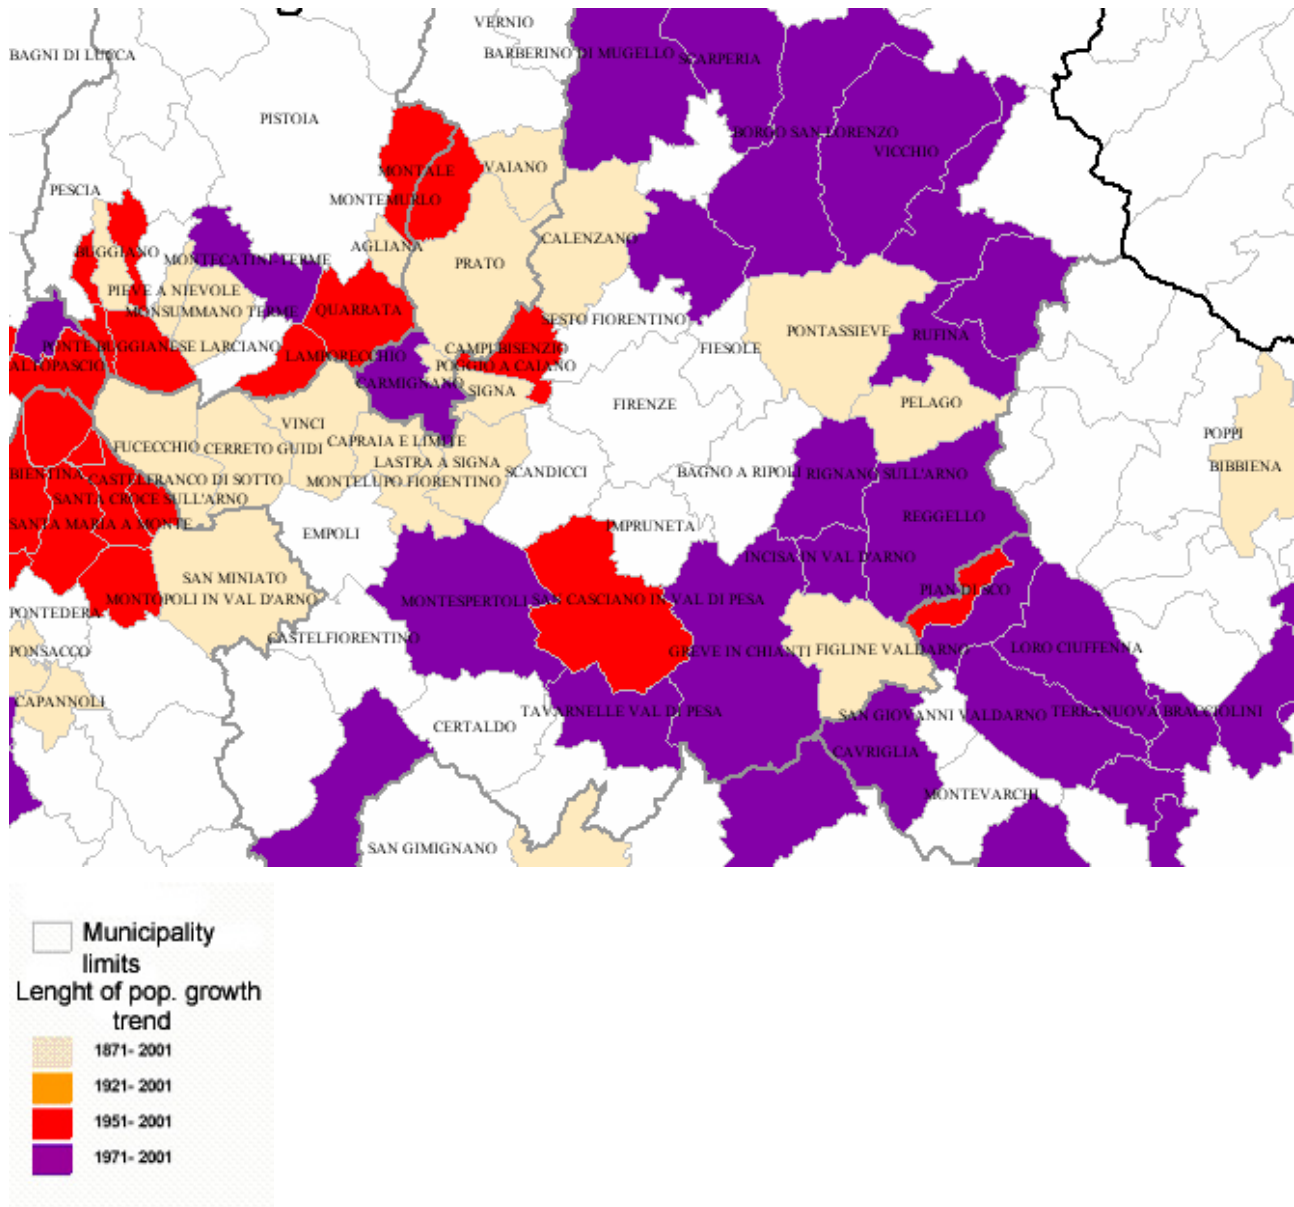 VERNIO
BAGNI DI LUCCA
BARBERINO DI MUGELLO
SCARPERIA
PISTOIA
BORGO SAN LORENZO
VICCHIO
MONTALE
VAIANO
PESCIA
MONTEMURLO
AGLIANA
CALENZANO
BUGGIANO
MONTECATINI TERME
PRATO
PIEVE A NIEVOLE
MONSUMMANO TERME
QUARRATA
SESTO FIORENTINO
PONTASSIEVE
RUFINA
PONTE BUGGIANESE
LARCIANO
LAMPORECCHIO
CAMPI BISENZIO
FIESOLE
ALTOPASCIO
POGGIO A CAIANO
CARMIGNANO
SIGNA
FIRENZE
PELAGO
VINCI
POPPI
FUCECCHIO
CERRETO GUIDI
CAPRAIA E LIMITE
LASTRA A SIGNA
SCANDICCI
BAGNO A RIPOLI
RIGNANO SULL'ARNO
BIBBIENA
BIENTINA
CASTELFRANCO DI SOTTO
MONTELUPO FIORENTINO
SANTA CROCE SULL'ARNO
SANTA MARIA A MONTE
EMPOLI
IMPRUNETA
REGGELLO
INCISA IN VAL D'ARNO
SAN MINIATO
PIAN DI SCO
MONTOPOLI IN VAL D'ARNO
MONTESPERTOLI
SAN CASCIANO IN VAL DI PESA
PONTEDERA
CASTELFIORENTINO
PONSACCO
GREVE IN CHIANTI
FIGLINE VALDARNO
LORO CIUFFENNA
CAPANNOLI
TAVARNELLE VAL DI PESA
SAN GIOVANNI VALDARNO
TERRANUOVA BRACCIOLINI
CERTALDO
CAVRIGLIA
MONTEVARCHI
SAN GIMIGNANO
Municipality
limits
Lenght of pop. growth
trend
1871- 2001
1921- 2001
1951- 2001
1971- 2001